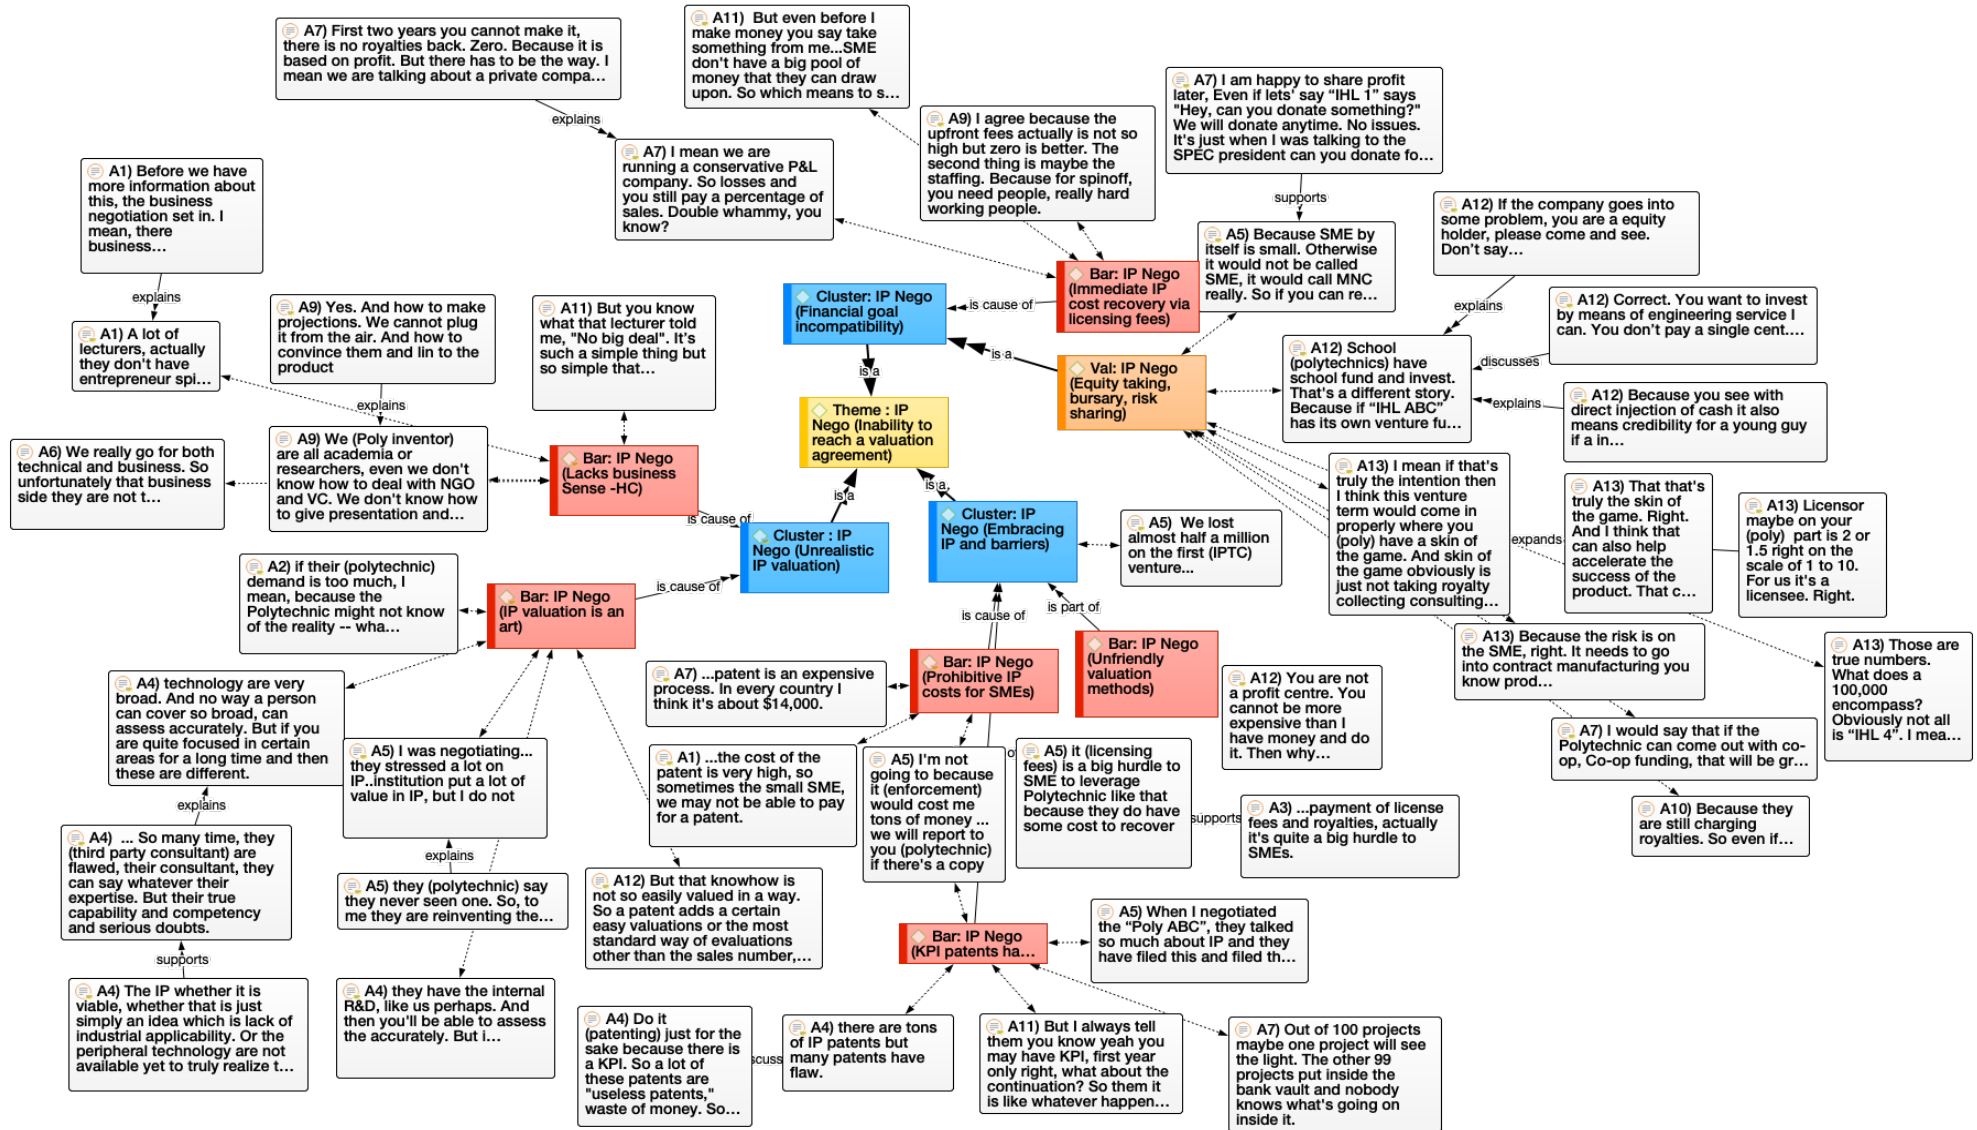 A7) First two years you cannot make it,
there is no royalties back. Zero. Because it is
based on profit. But there has to be the way. I
mean we are talking about a private compa...
A11) But even before I
make money you say take
something from me...SME
don't have a big pool of
money that they can draw
upon. So which means to s...
A7) I am happy to share profit
later, Even if lets' say “IHL 1” says
"Hey, can you donate something?"
We will donate anytime. No issues.
It's just when I was talking to the
SPEC president can you donate fo...
explains
A9) I agree because the
upfront fees actually is not so
high but zero is better. The
second thing is maybe the
staffing. Because for spinoff,
you need people, really hard
working people.
A7) I mean we are
running a conservative P&L
company. So losses and
you still pay a percentage of
sales. Double whammy, you
know?
A1) Before we have
more information about
this, the business
negotiation set in. I
mean, there
business...
supports
A12) If the company goes into
some problem, you are a equity
holder, please come and see.
Don't say...
A5) Because SME by
itself is small. Otherwise
it would not be called
SME, it would call MNC
really. So if you can re...
Bar: IP Nego
(Immediate IP
cost recovery via
licensing fees)
is cause of
Cluster: IP Nego
(Financial goal
incompatibility)
explains
A9) Yes. And how to make
projections. We cannot plug
it from the air. And how to
convince them and lin to the
product
A11) But you know
what that lecturer told
me, "No big deal". It's
such a simple thing but
so simple that...
explains
A12) Correct. You want to invest
by means of engineering service I
can. You don't pay a single cent....
A1) A lot of
lecturers, actually
they don't have
entrepreneur spi...
A12) School
(polytechnics) have
school fund and invest.
That's a different story.
Because if “IHL ABC”
has its own venture fu...
discusses
is a
is a
Val: IP Nego
(Equity taking,
bursary, risk
sharing)
explains
explains
A12) Because you see with
direct injection of cash it also
means credibility for a young guy
if a in...
Theme : IP
Nego (Inability to
reach a valuation
agreement)
A6) We really go for both
technical and business. So
unfortunately that business
side they are not t...
A9) We (Poly inventor)
are all academia or
researchers, even we don't
know how to deal with NGO
and VC. We don't know how
to give presentation and...
Bar: IP Nego
(Lacks business
Sense -HC)
is a
is a
is cause of
Cluster : IP
Nego (Unrealistic
IP valuation)
Cluster: IP
Nego (Embracing
IP and barriers)
A5) We lost
almost half a million
on the first (IPTC)
venture...
A13) I mean if that's
truly the intention then
I think this venture
term would come in
properly where you
(poly) have a skin of
the game. And skin of
the game obviously is
just not taking royalty
collecting consulting...
expands
A13) That that's
truly the skin of
the game. Right.
And I think that
can also help
accelerate the
success of the
product. That c...
A13) Licensor
maybe on your
(poly) part is 2 or
1.5 right on the
scale of 1 to 10.
For us it's a
licensee. Right.
A2) if their (polytechnic)
demand is too much, I
mean, because the
Polytechnic might not know
of the reality -- wha...
Bar: IP Nego
(IP valuation is an
art)
is cause of
is cause of
is part of
Bar: IP Nego
(Prohibitive IP
costs for SMEs)
Bar: IP Nego
(Unfriendly
valuation
methods)
A13) Because the risk is on
the SME, right. It needs to go
into contract manufacturing you
know prod...
A13) Those are
true numbers.
What does a
100,000
encompass?
Obviously not all
is “IHL 4”. I mea...
A7) ...patent is an expensive
process. In every country I
think it's about $14,000.
A12) You are not
a profit centre. You
cannot be more
expensive than I
have money and do
it. Then why...
A4) technology are very
broad. And no way a person
can cover so broad, can
assess accurately. But if you
are quite focused in certain
areas for a long time and then
these are different.
A7) I would say that if the
Polytechnic can come out with co-
op, Co-op funding, that will be gr...
A5) I was negotiating...
they stressed a lot on
IP..institution put a lot of
value in IP, but I do not
A1) ...the cost of the
patent is very high, so
sometimes the small SME,
we may not be able to pay
for a patent.
A5) I'm not
going to because
it (enforcement)
would cost me
tons of money ...
we will report to
you (polytechnic)
if there's a copy
o
A5) it (licensing
fees) is a big hurdle to
SME to leverage
Polytechnic like that
because they do have
some cost to recover
supports
A3) ...payment of license
fees and royalties, actually
it's quite a big hurdle to
SMEs.
A10) Because they
are still charging
royalties. So even if...
explains
A4) ... So many time, they
(third party consultant) are
flawed, their consultant, they
can say whatever their
expertise. But their true
capability and competency
and serious doubts.
explains
A5) they (polytechnic) say
they never seen one. So, to
me they are reinventing the...
A12) But that knowhow is
not so easily valued in a way.
So a patent adds a certain
easy valuations or the most
standard way of evaluations
other than the sales number,...
Bar: IP Nego
(KPI patents ha...
A5) When I negotiated
the “Poly ABC”, they talked
so much about IP and they
have filed this and filed th...
supports
A4) The IP whether it is
viable, whether that is just
simply an idea which is lack of
industrial applicability. Or the
peripheral technology are not
available yet to truly realize t...
A4) they have the internal
R&D, like us perhaps. And
then you'll be able to assess
the accurately. But i...
A4) Do it
(patenting) just for the
sake because there is
a KPI. So a lot of
these patents are
"useless patents,"
waste of money. So...
scuss
A4) there are tons
of IP patents but
many patents have
flaw.
A11) But I always tell
them you know yeah you
may have KPI, first year
only right, what about the
continuation? So them it
is like whatever happen...
A7) Out of 100 projects
maybe one project will see
the light. The other 99
projects put inside the
bank vault and nobody
knows what's going on
inside it.